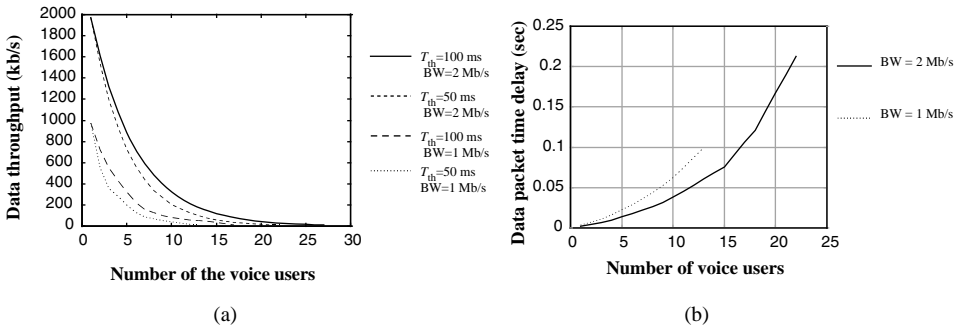 2000
1800
1600
1400
1200
1000
800
600
400
200
0
0 5 10 15 20 25 30
Data throughput (kb/s)
Number of the voice users
Tth=100 ms
BW=2 Mb/s
Tth=50 ms
BW=2 Mb/s
Tth=100 ms
BW=1 Mb/s
Tth=50 ms
BW=1 Mb/s
(a)
0.25
0.2
0.15
0.1
0.05
0
0 5 10 15 20 25
Data packet time delay (sec)
Number of voice users
BW = 2 Mb/s
BW = 1 Mb/s
(b)